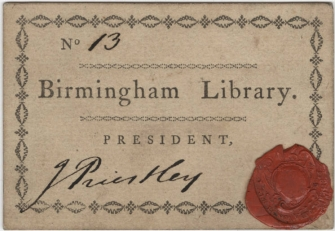 No 13
Birmingham Library.
PRESIDENT,
J Priestley